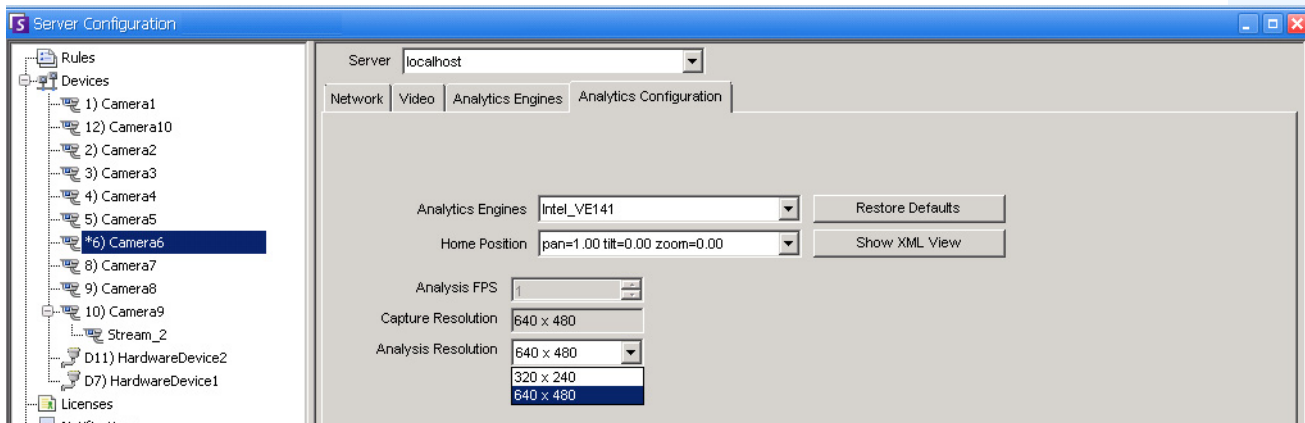 Server Configuration
Rules
Devices
1) Camera1
12) Camera10
2) Camera2
3) Camera3
4) Camera4
5) Camera5
*6) Camera6
8) Camera7
9) Camera8
10) Camera9
Stream_2
D11) HardwareDevice2
D7) HardwareDevice1
Licenses
Server localhost
Network Video Analytics Engines Analytics Configuration
Analytics Engines Intel_VE141 Restore Defaults
Home Position pan=1.00 tilt=0.00 zoom=0.00 Show XML View
Analysis FPS 1
Capture Resolution 640 x 480
Analysis Resolution 640 x 480
320 x 240
640 x 480